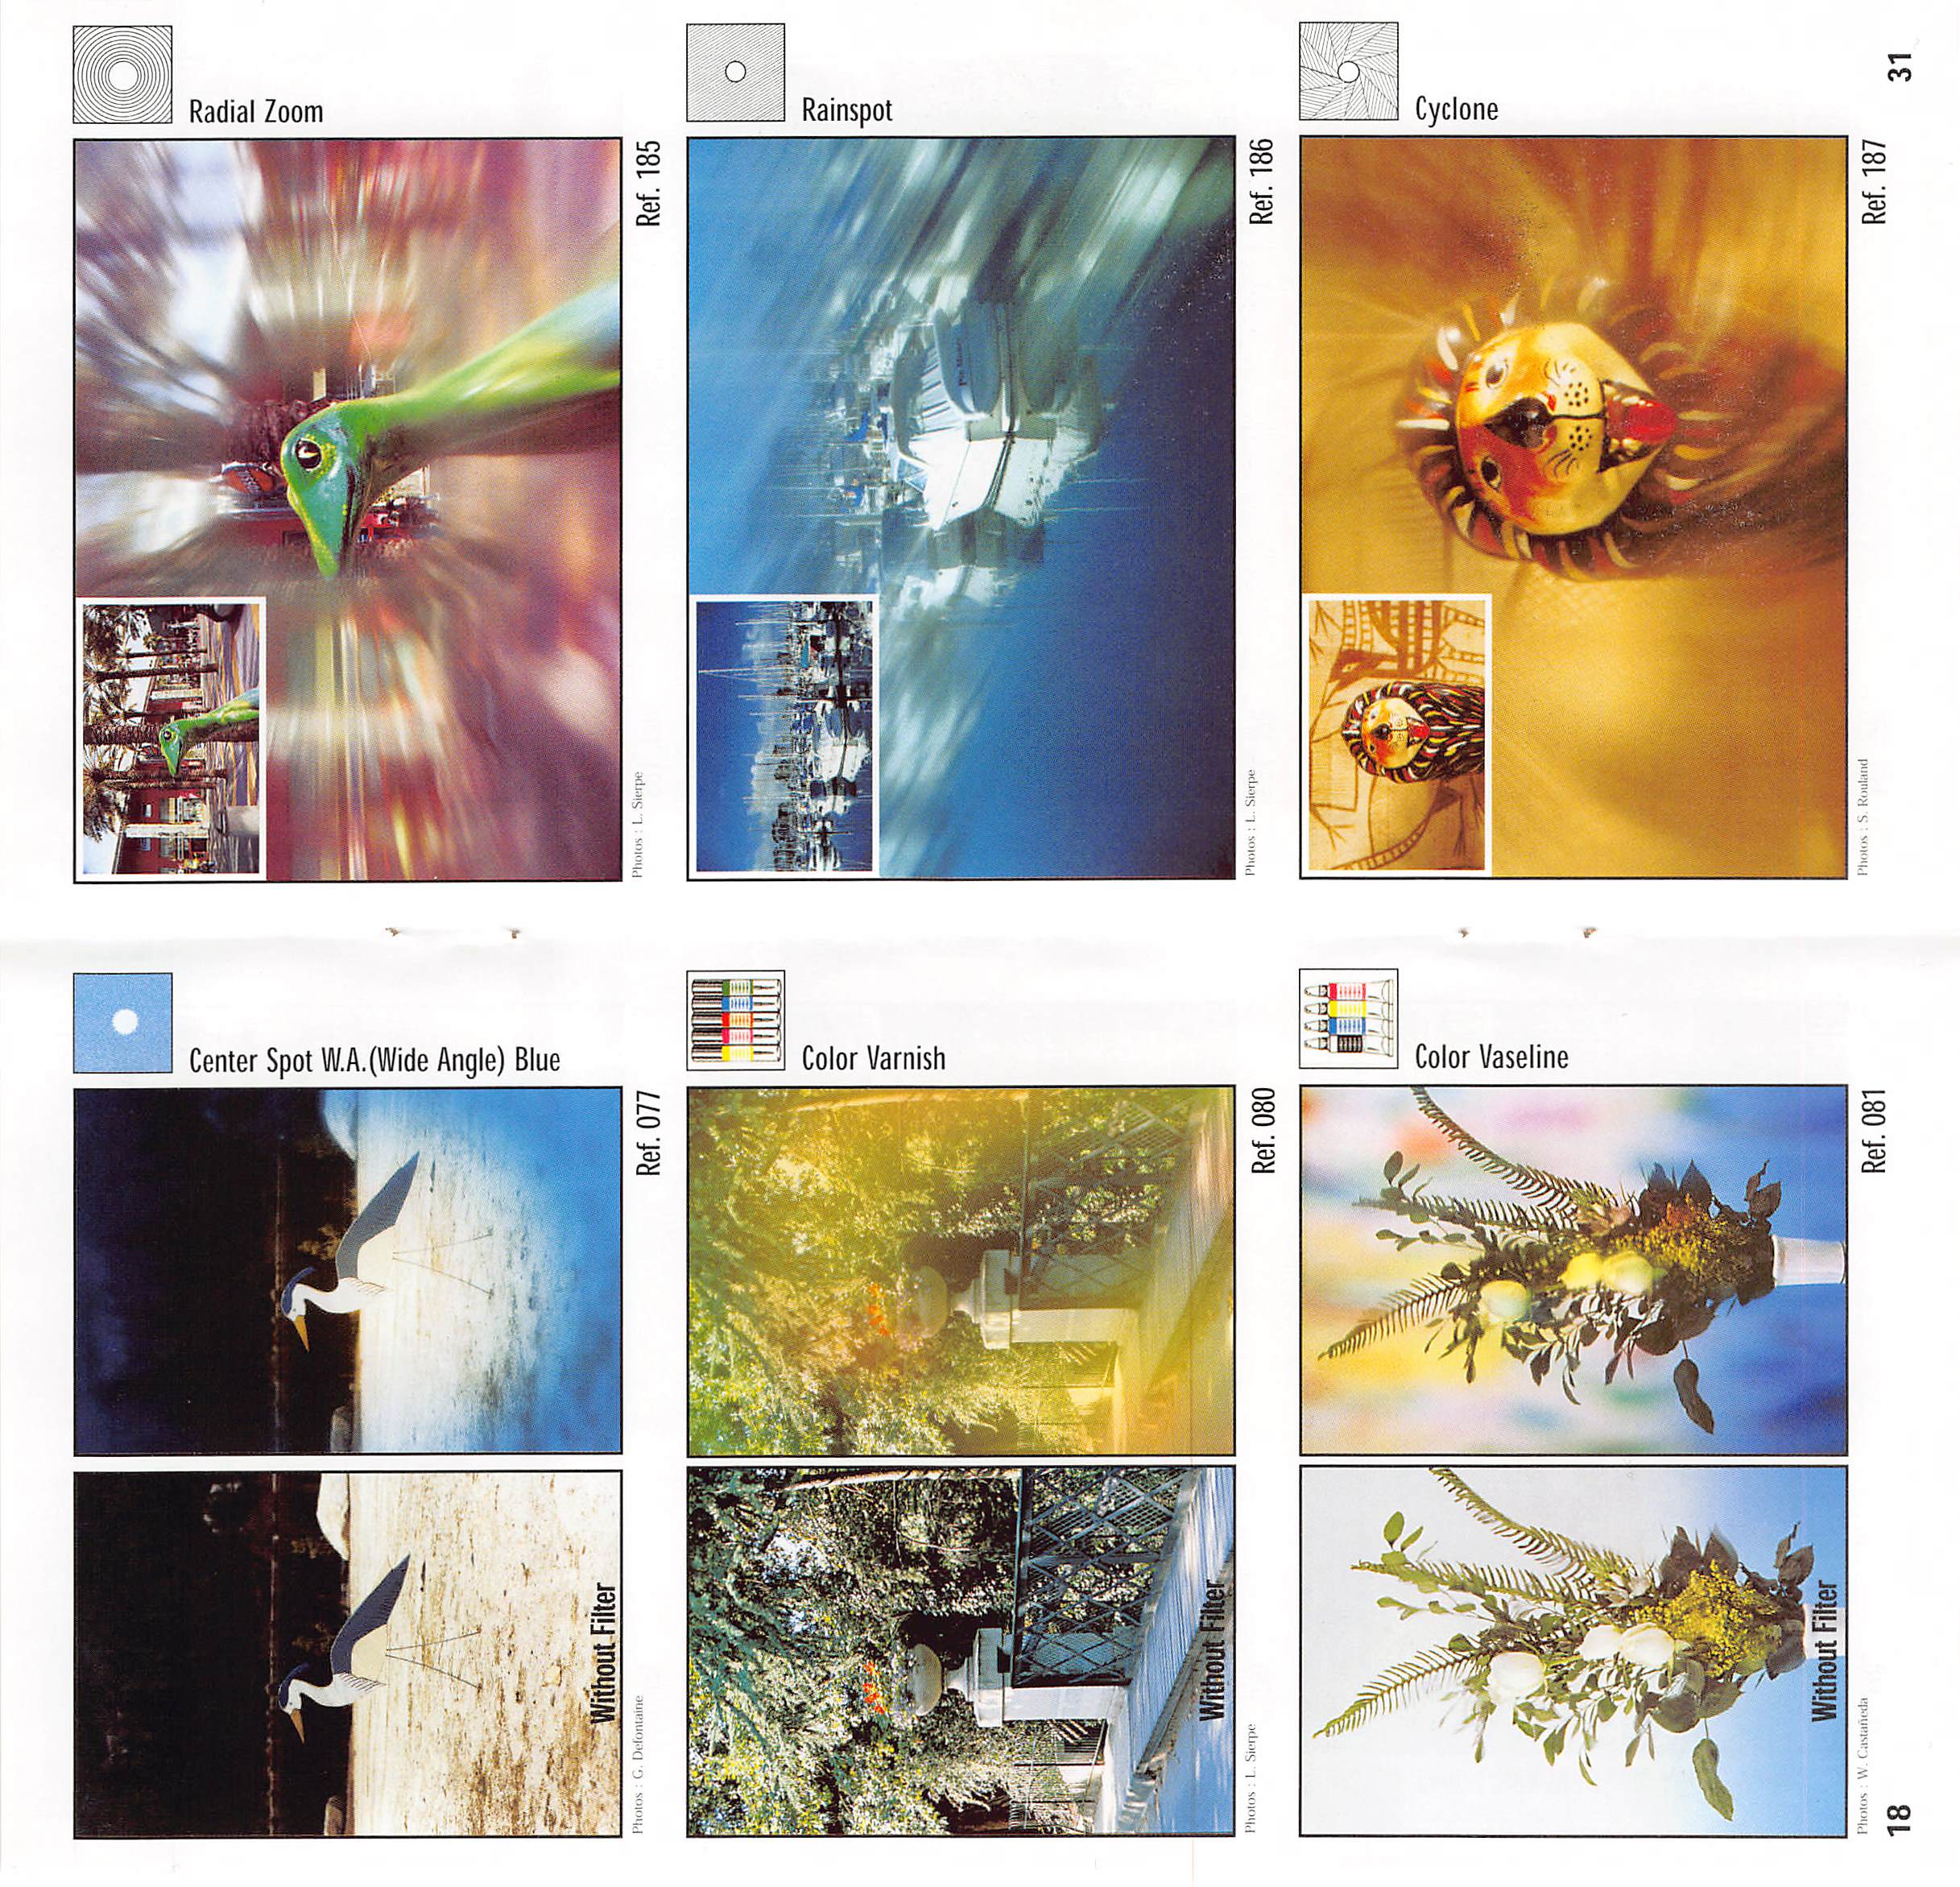 31
Radial Zoom
Ref. 185
Photos : L. Sierpe
Rainspot
Ref. 186
Photos : L. Sierpe
Cyclone
Ref. 187
Photos : S. Rouland
Center Spot W.A.(Wide Angle) Blue
Ref. 077
Without Filter
Photos : G. Defontaine
Color Varnish
Ref. 080
Without Filter
Photos : L. Sierpe
Color Vaseline
Ref. 081
Without Filter
Photos : W. Castañeda
18